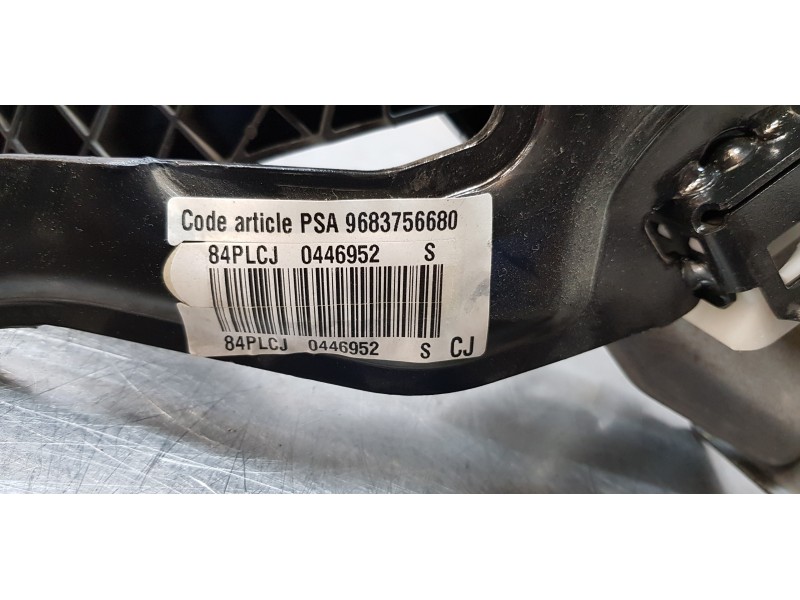 Code article PSA 9683756680
84PLCJ 0446952 S
84PLCJ 0446952 S CJ